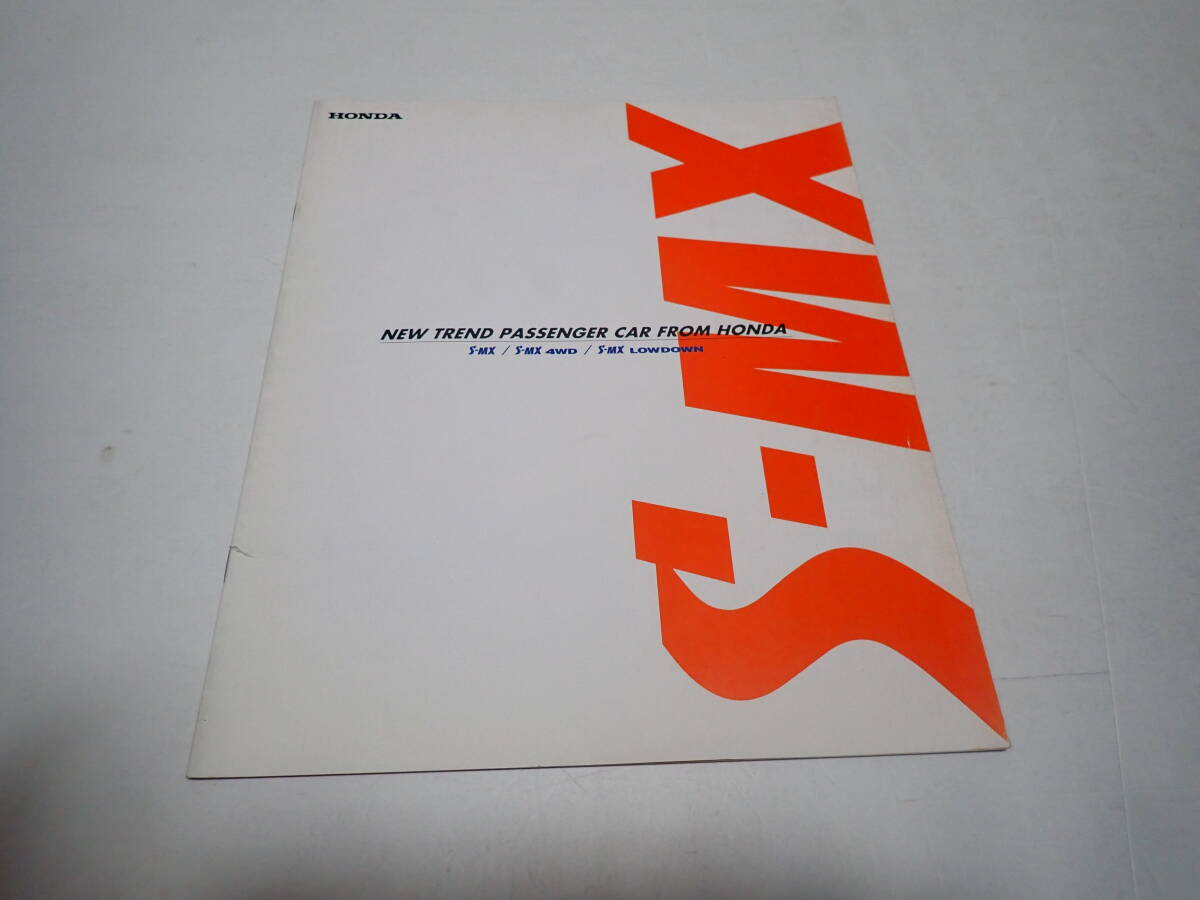 HONDA
S-MX
NEW TREND PASSENGER CAR FROM HONDA
S-MX / S-MX 4WD / S-MX LOWDOWN